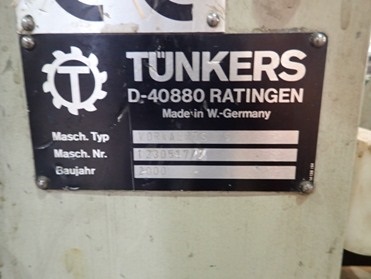 T
TÜNKERS
D-40880 RATINGEN
Made in W.-Germany
Masch. Typ
Masch. Nr.
Baujahr